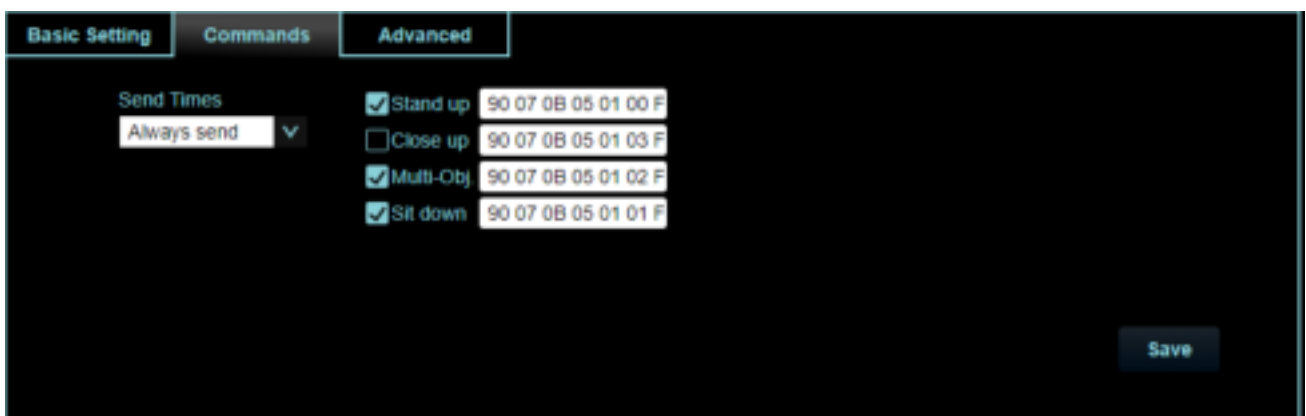 Basic Setting Commands Advanced
Send Times
Always send
Stand up 90 07 0B 05 01 00 F
Close up 90 07 0B 05 01 03 F
Multi-Obj. 90 07 0B 05 01 02 F
Sit down 90 07 0B 05 01 01 F
Save